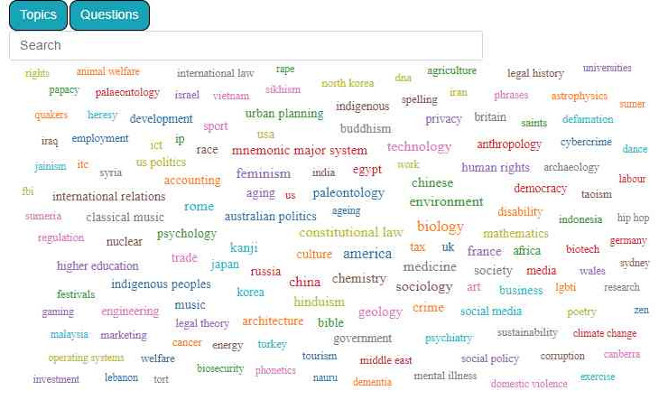 Topics Questions
Search
rights animal welfare international law rape north korea dna agriculture legal history universities
papacy palaeontology israel vietnam sikhism iran phrases astrophysics sumer
quakers heresy development sport urban planning indigenous spelling privacy britain saints defamation
iraq employment ict ip race usa buddhism technology anthropology cybercrime dance
mnemonic major system
jainism itc syria us politics accounting feminism india egypt work human rights archaeology labour
fbi international relations rome aging us paleontology chinese environment democracy taoism
sumeria classical music australian politics ageing disability indonesia hip hop
regulation nuclear psychology kanji constitutional law biology mathematics germany
higher education trade japan russia culture america tax uk france africa biotech sydney
indigenous peoples korea china chemistry medicine sociology society media wales
festivals music hinduism art business lgbti research
gaming engineering legal theory architecture bible geology crime social media poetry zen
malaysia marketing cancer energy turkey government psychiatry sustainability climate change
operating systems welfare biosecurity phonetics tourism middle east social policy corruption canberra
investment lebanon tort nauru dementia mental illness domestic violence exercise